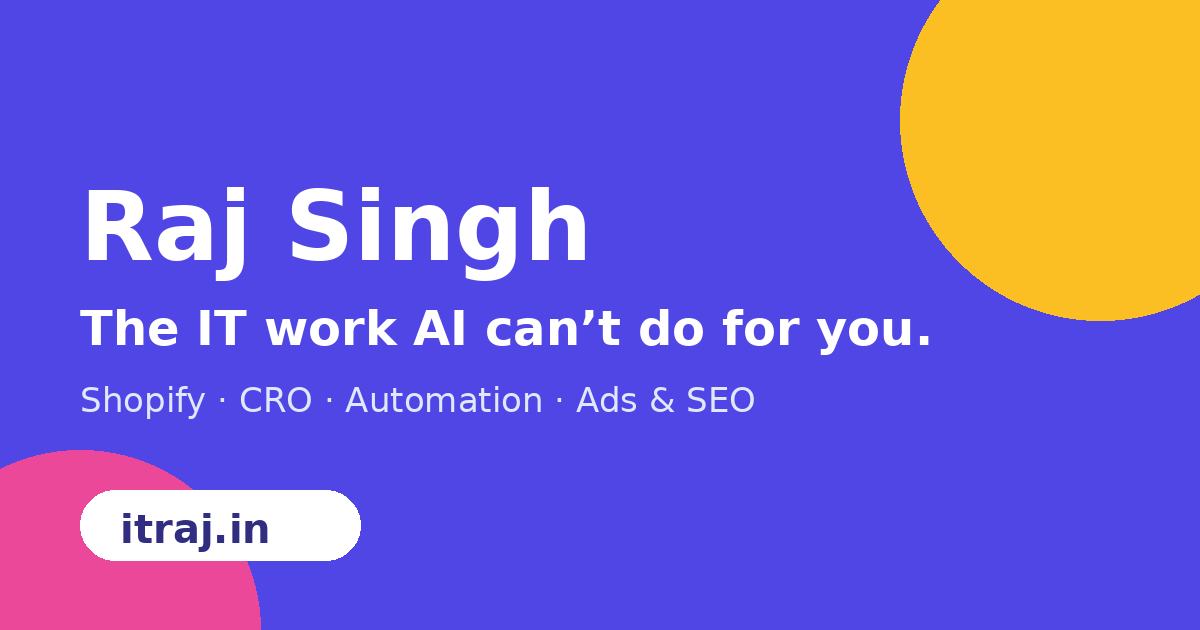 Raj Singh
The IT work AI can’t do for you.
Shopify · CRO · Automation · Ads & SEO
itraj.in